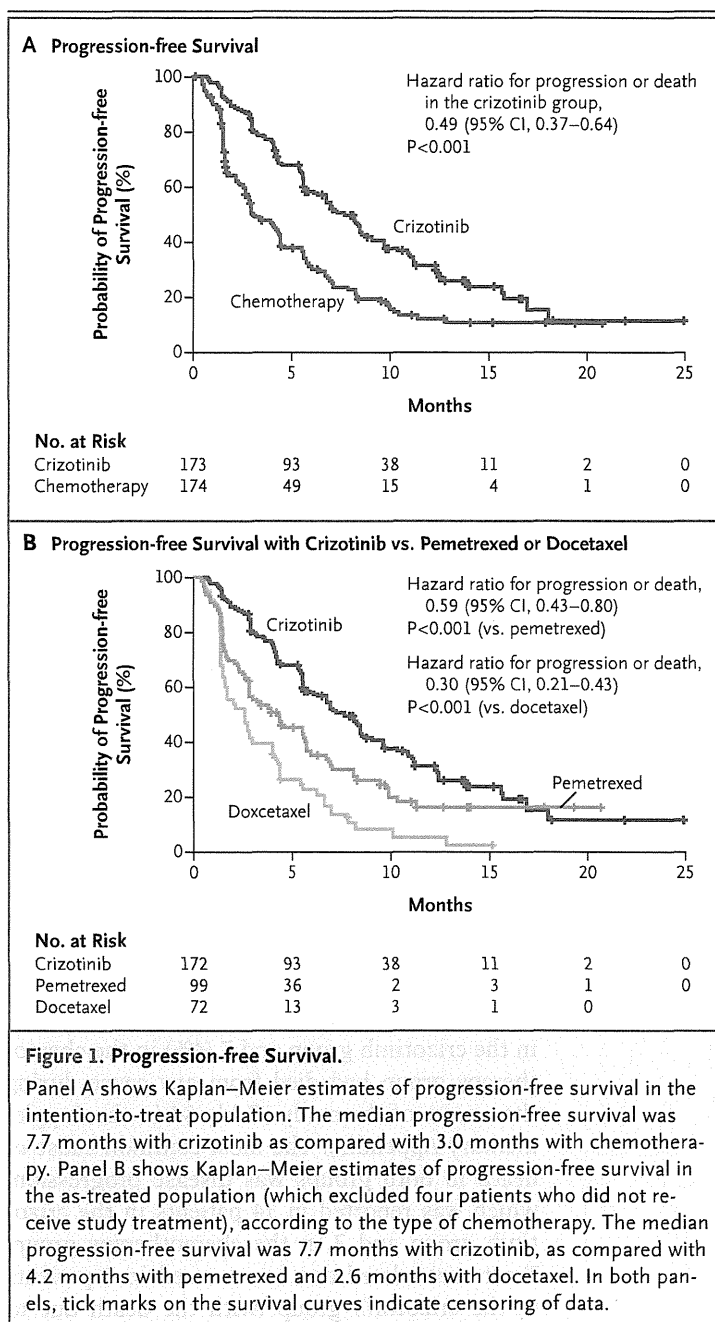 A Progression-free Survival
100
80
60
40
20
0
Probability of Progression-free
Survival (%)
Hazard ratio for progression or death
in the crizotinib group,
0.49 (95% CI, 0.37–0.64)
P<0.001
Crizotinib
Chemotherapy
0 5 10 15 20 25
Months
No. at Risk
Crizotinib 173 93 38 11 2 0
Chemotherapy 174 49 15 4 1 0
B Progression-free Survival with Crizotinib vs. Pemetrexed or Docetaxel
100
80
60
40
20
0
Probability of Progression-free
Survival (%)
Hazard ratio for progression or death,
0.59 (95% CI, 0.43–0.80)
P<0.001 (vs. pemetrexed)
Hazard ratio for progression or death,
0.30 (95% CI, 0.21–0.43)
P<0.001 (vs. docetaxel)
Crizotinib
Pemetrexed
Doxcetaxel
0 5 10 15 20 25
Months
No. at Risk
Crizotinib 172 93 38 11 2 0
Pemetrexed 99 36 2 3 1 0
Docetaxel 72 13 3 1 0
Figure 1. Progression-free Survival.
Panel A shows Kaplan–Meier estimates of progression-free survival in the
intention-to-treat population. The median progression-free survival was
7.7 months with crizotinib as compared with 3.0 months with chemothera-
py. Panel B shows Kaplan–Meier estimates of progression-free survival in
the as-treated population (which excluded four patients who did not re-
ceive study treatment), according to the type of chemotherapy. The median
progression-free survival was 7.7 months with crizotinib, as compared with
4.2 months with pemetrexed and 2.6 months with docetaxel. In both pan-
els, tick marks on the survival curves indicate censoring of data.